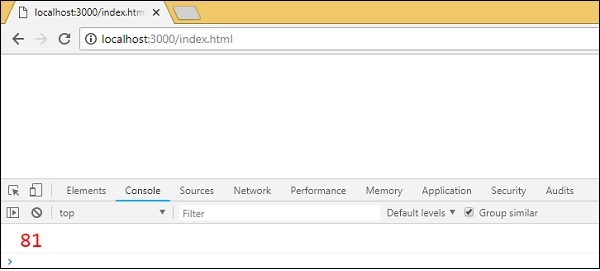 localhost:3000/index.htm
localhost:3000/index.html
Elements Console Sources Network Performance Memory Application Security Audits
top Filter Default levels Group similar
81